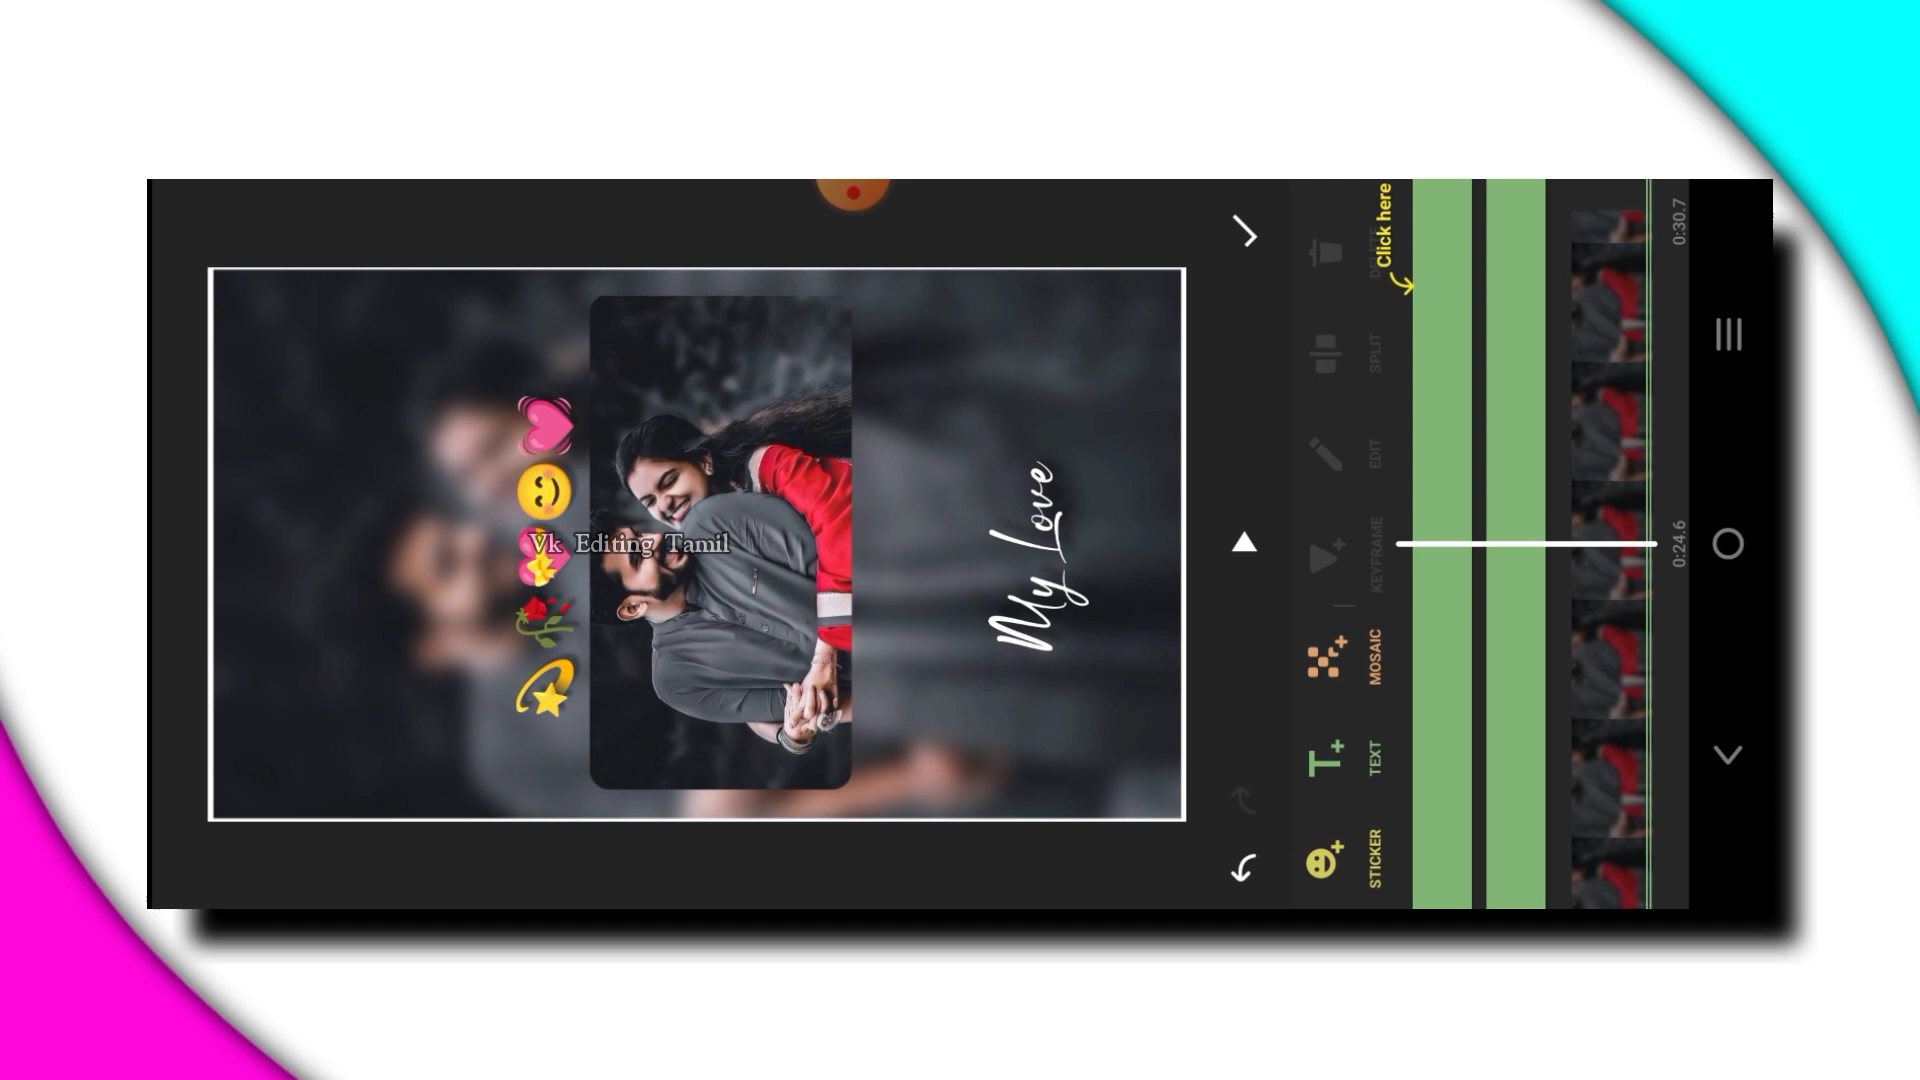 My Love
Vk Editing Tamil
STICKER
TEXT
MOSAIC
KEYFRAME
EDIT
SPLIT
DELETE
Click here
0:24.6
0:30.7